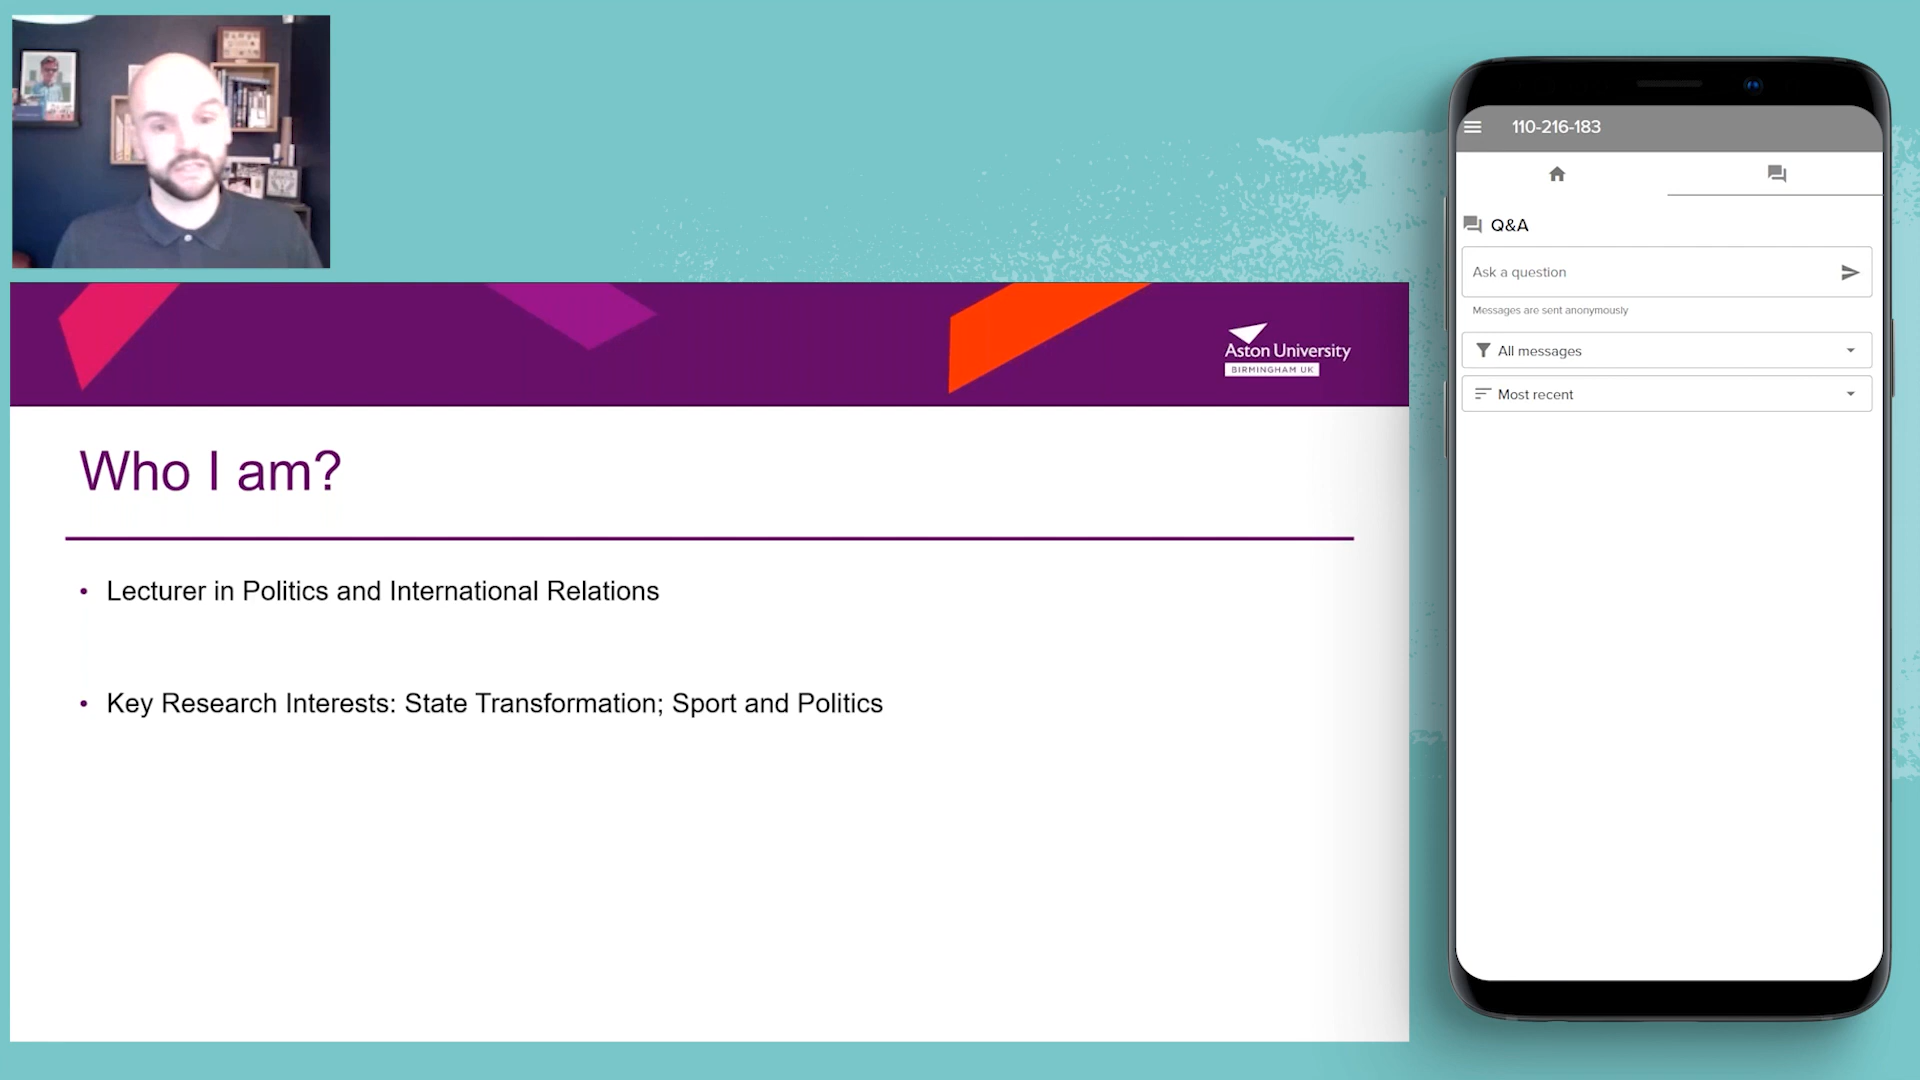 Aston University
BIRMINGHAM UK
Who I am?
• Lecturer in Politics and International Relations
• Key Research Interests: State Transformation; Sport and Politics
110-216-183
Q&A
Ask a question
Messages are sent anonymously
All messages
Most recent